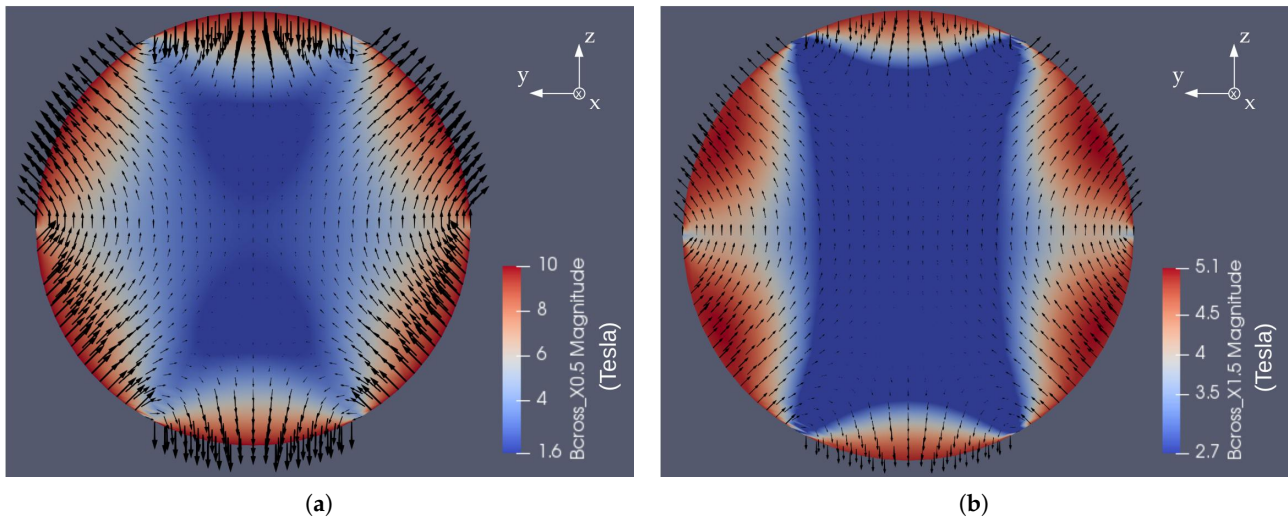 z
y
x
10
8
6
4
1.6
Bcross_X0.5 Magnitude
(Tesla)
(a)
z
y
x
5.1
4.5
4
3.5
2.7
Bcross_X1.5 Magnitude
(Tesla)
(b)